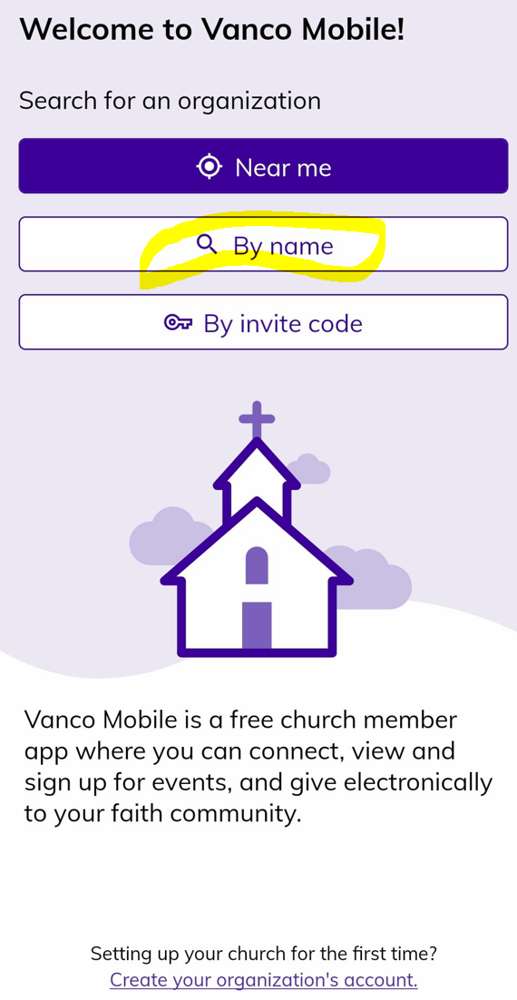 Welcome to Vanco Mobile!
Search for an organization
Near me
By name
By invite code
Vanco Mobile is a free church member
app where you can connect, view and
sign up for events, and give electronically
to your faith community.
Setting up your church for the first time?
Create your organization's account.